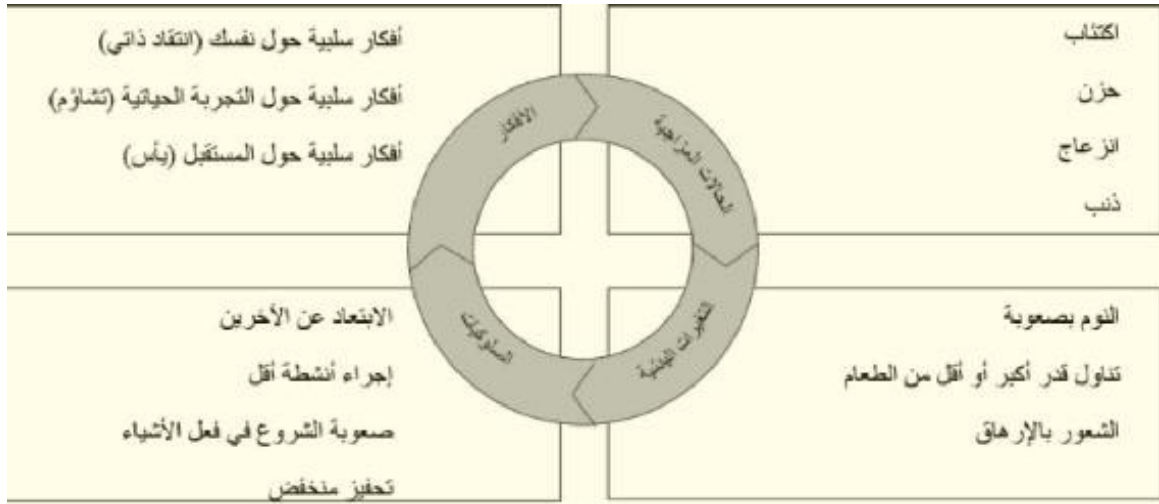 اكتئاب
حزن
انزعاج
ذنب
أفكار سلبية حول نفسك (انتقاد ذاتي)
أفكار سلبية حول التجربة الحياتية (تشاؤم)
أفكار سلبية حول المستقبل (يأس)
الأفكار
الحالات المزاجية
التغيرات البدنية
السلوكيات
النوم بصعوبة
تناول قدر أكبر أو أقل من الطعام
الشعور بالإرهاق
الابتعاد عن الأخرين
إجراء أنشطة أقل
صعوبة الشروع في فعل الأشياء
تحفيز منخفض